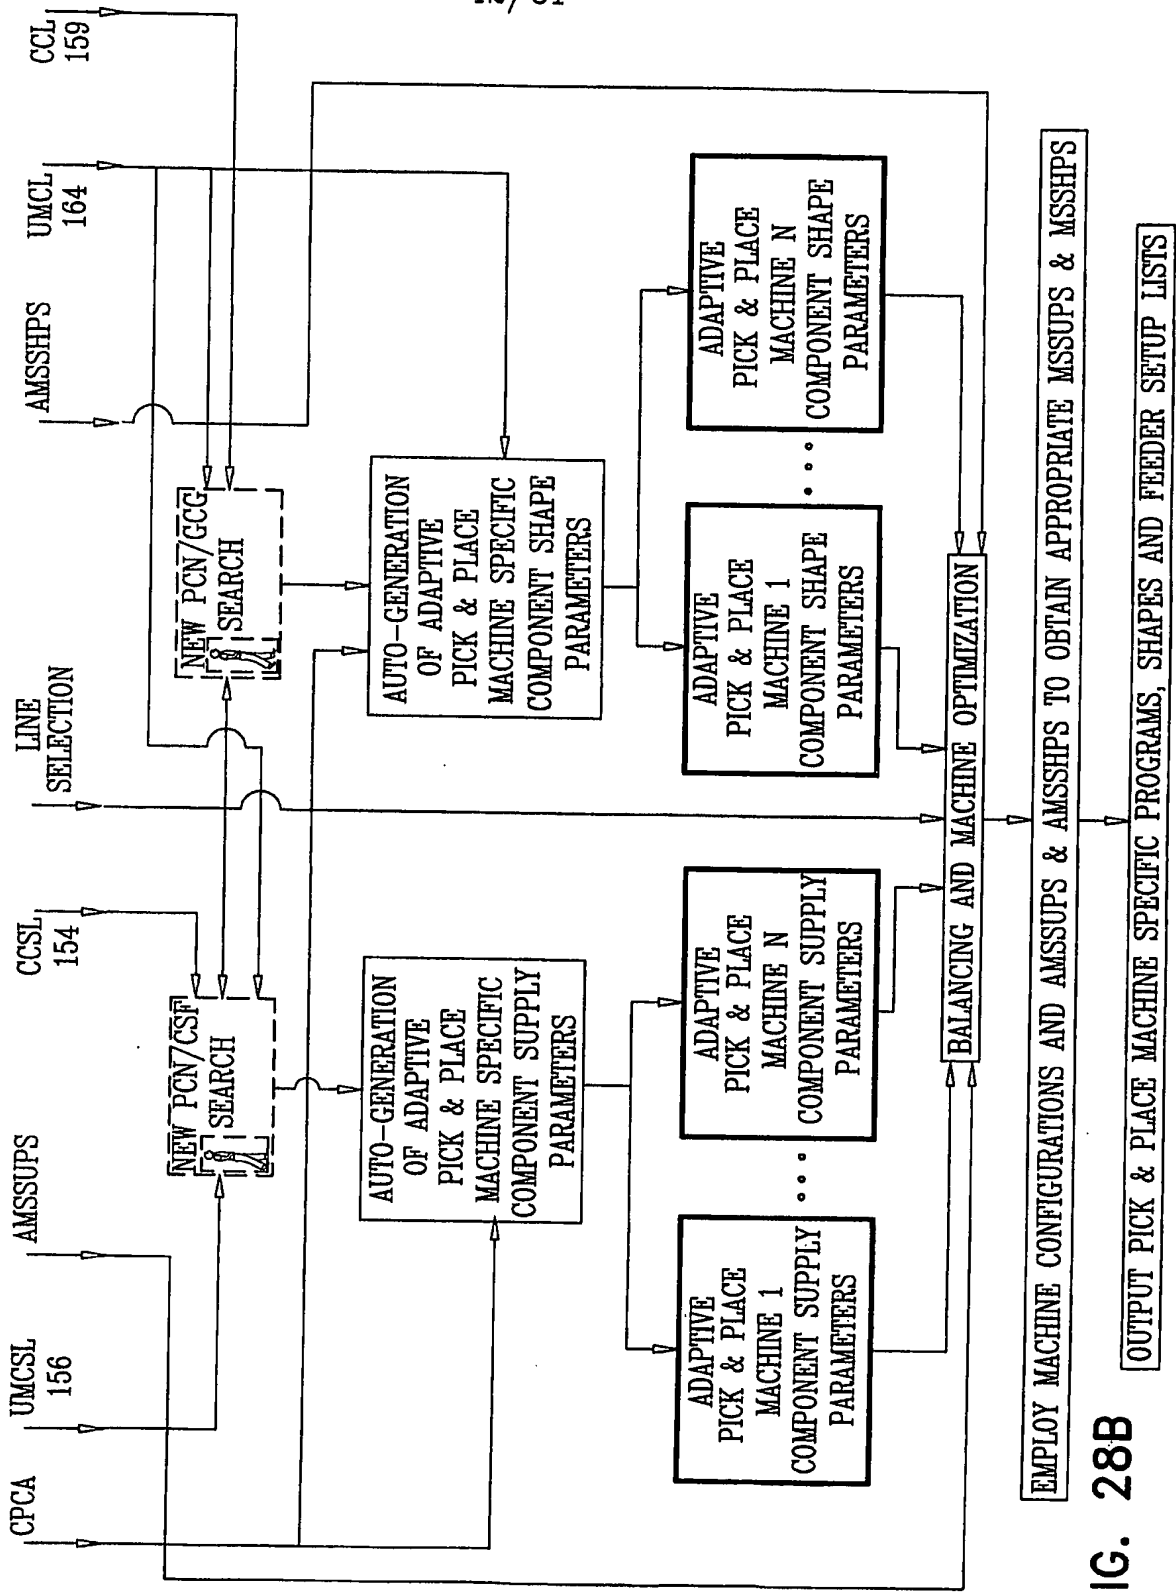 CPCA
UMCSL
156
AMSSUPS
CCSL
154
LINE
SELECTION
AMSSHPS
UMCL
164
CCL
159
NEW PCN/CSF
SEARCH
NEW PCN/GCG
SEARCH
AUTO-GENERATION
OF ADAPTIVE
PICK & PLACE
MACHINE SPECIFIC
COMPONENT SUPPLY
PARAMETERS
AUTO-GENERATION
OF ADAPTIVE
PICK & PLACE
MACHINE SPECIFIC
COMPONENT SHAPE
PARAMETERS
ADAPTIVE
PICK & PLACE
MACHINE 1
COMPONENT SUPPLY
PARAMETERS
ADAPTIVE
PICK & PLACE
MACHINE N
COMPONENT SUPPLY
PARAMETERS
ADAPTIVE
PICK & PLACE
MACHINE 1
COMPONENT SHAPE
PARAMETERS
ADAPTIVE
PICK & PLACE
MACHINE N
COMPONENT SHAPE
PARAMETERS
BALANCING AND MACHINE OPTIMIZATION
EMPLOY MACHINE CONFIGURATIONS AND AMSSUPS & AMSSHPS TO OBTAIN APPROPRIATE MSSUPS & MSSHPS
OUTPUT PICK & PLACE MACHINE SPECIFIC PROGRAMS, SHAPES AND FEEDER SETUP LISTS
IG. 28B